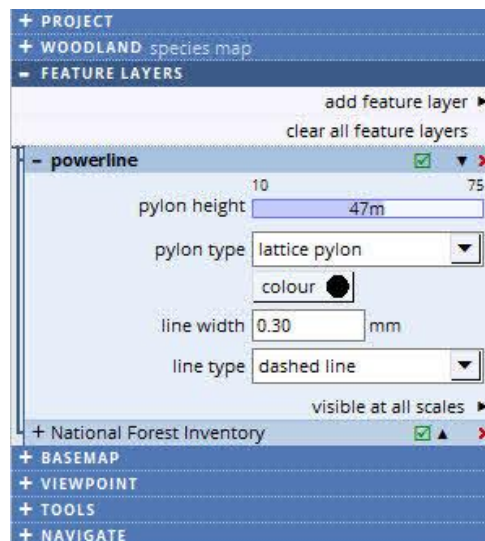 + PROJECT
+ WOODLAND species map
- FEATURE LAYERS
add feature layer ▶
clear all feature layers
- powerline
10 75
pylon height 47m
pylon type lattice pylon
colour
line width 0.30 mm
line type dashed line
visible at all scales ▶
+ National Forest Inventory
+ BASEMAP
+ VIEWPOINT
+ TOOLS
+ NAVIGATE